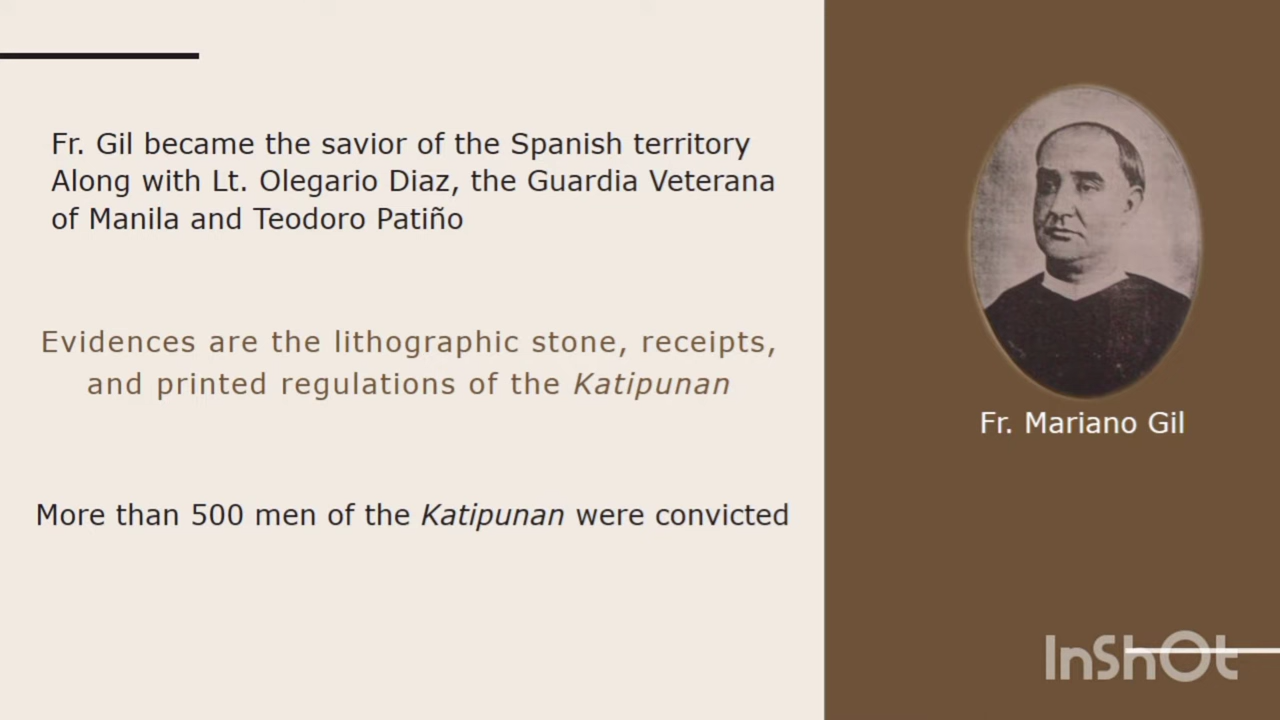 Fr. Gil became the savior of the Spanish territory
Along with Lt. Olegario Diaz, the Guardia Veterana
of Manila and Teodoro Patiño
Evidences are the lithographic stone, receipts,
and printed regulations of the Katipunan
More than 500 men of the Katipunan were convicted
Fr. Mariano Gil
InShOt